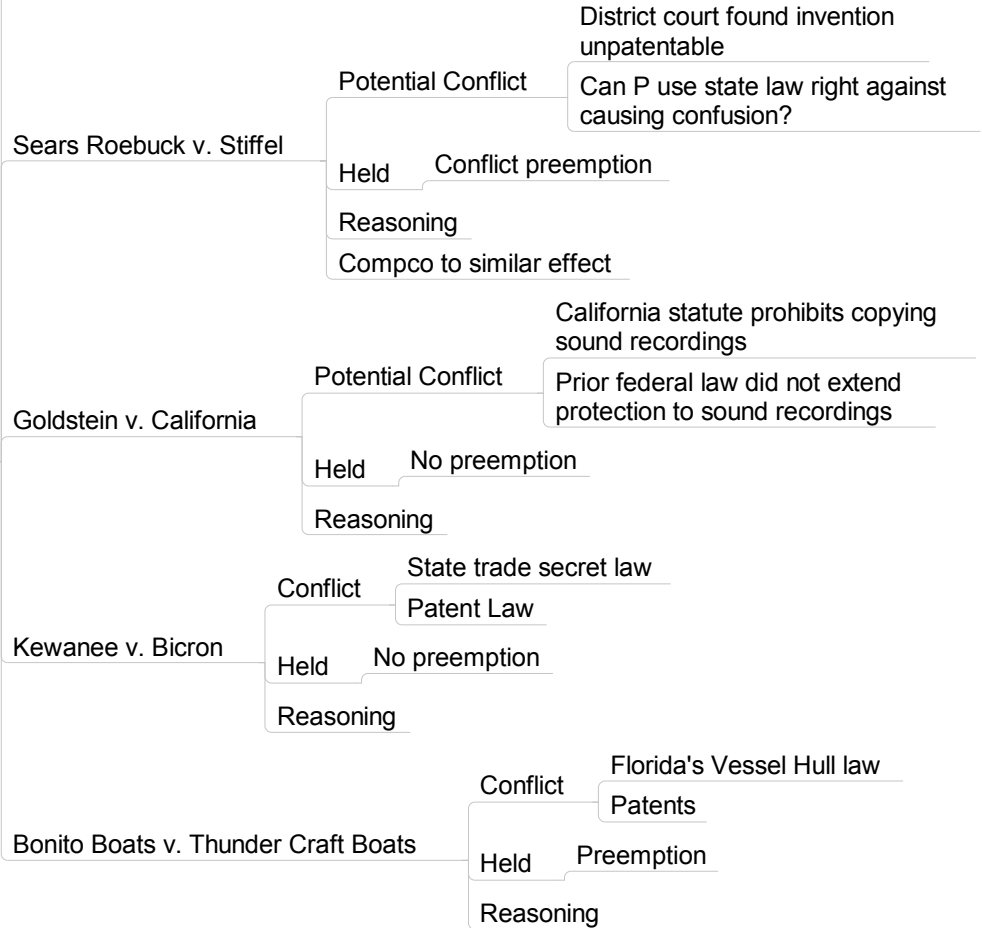 Sears Roebuck v. Stiffel
Potential Conflict
District court found invention
unpatentable
Can P use state law right against
causing confusion?
Held
Conflict preemption
Reasoning
Compco to similar effect
Goldstein v. California
Potential Conflict
California statute prohibits copying
sound recordings
Prior federal law did not extend
protection to sound recordings
Held
No preemption
Reasoning
Kewanee v. Bicron
Conflict
State trade secret law
Patent Law
Held
No preemption
Reasoning
Bonito Boats v. Thunder Craft Boats
Conflict
Florida's Vessel Hull law
Patents
Held
Preemption
Reasoning